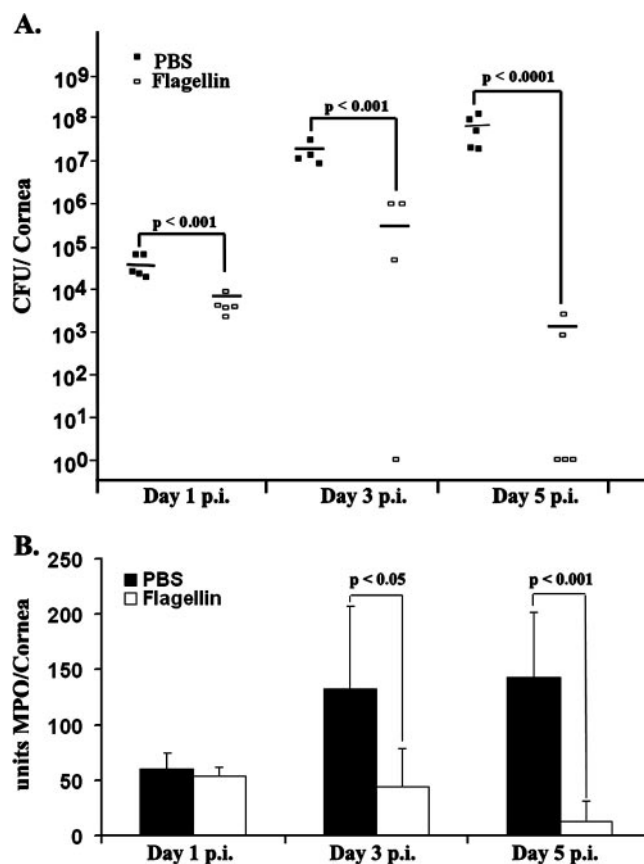 A.
PBS
Flagellin
10⁹
10⁸
10⁷
10⁶
10⁵
10⁴
10³
10²
10¹
10⁰
CFU/ Cornea
p < 0.001
p < 0.001
p < 0.0001
Day 1 p.i. Day 3 p.i. Day 5 p.i.
B.
PBS
Flagellin
250
200
150
100
50
0
units MPO/Cornea
p < 0.05
p < 0.001
Day 1 p.i. Day 3 p.i. Day 5 p.i.